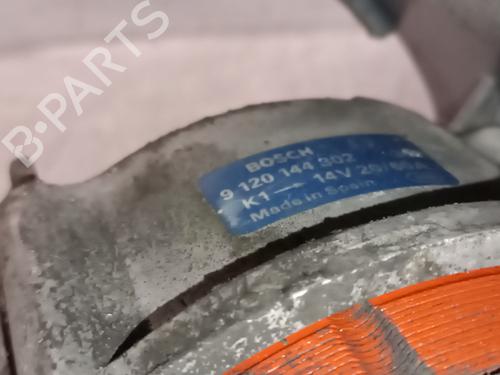 B-PARTS
BOSCH
9 120 144 302
K1 → 14V
Made in Spain